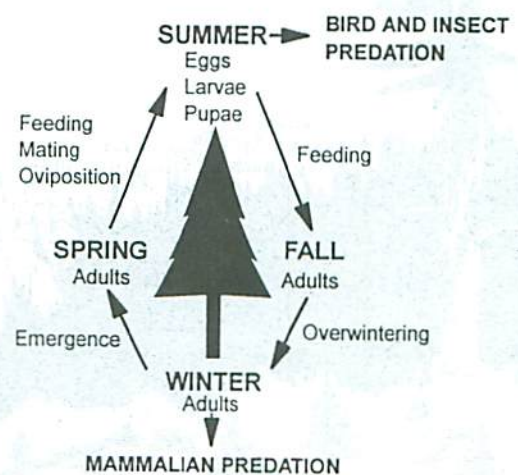 SUMMER
Eggs
Larvae
Pupae
BIRD AND INSECT
PREDATION
Feeding
Mating
Oviposition
Feeding
SPRING
Adults
FALL
Adults
Emergence
Overwintering
WINTER
Adults
MAMMALIAN PREDATION